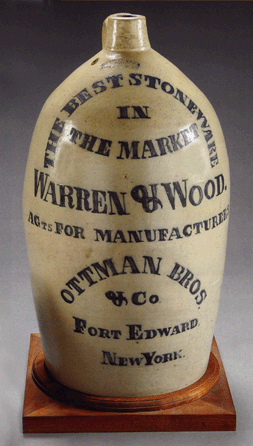 THE BEST STONEWARE
IN
THE MARKET
WARREN & WOOD.
AGTS FOR MANUFACTURERS
OTTMAN BROS.
& CO
FORT EDWARD.
NEW YORK.